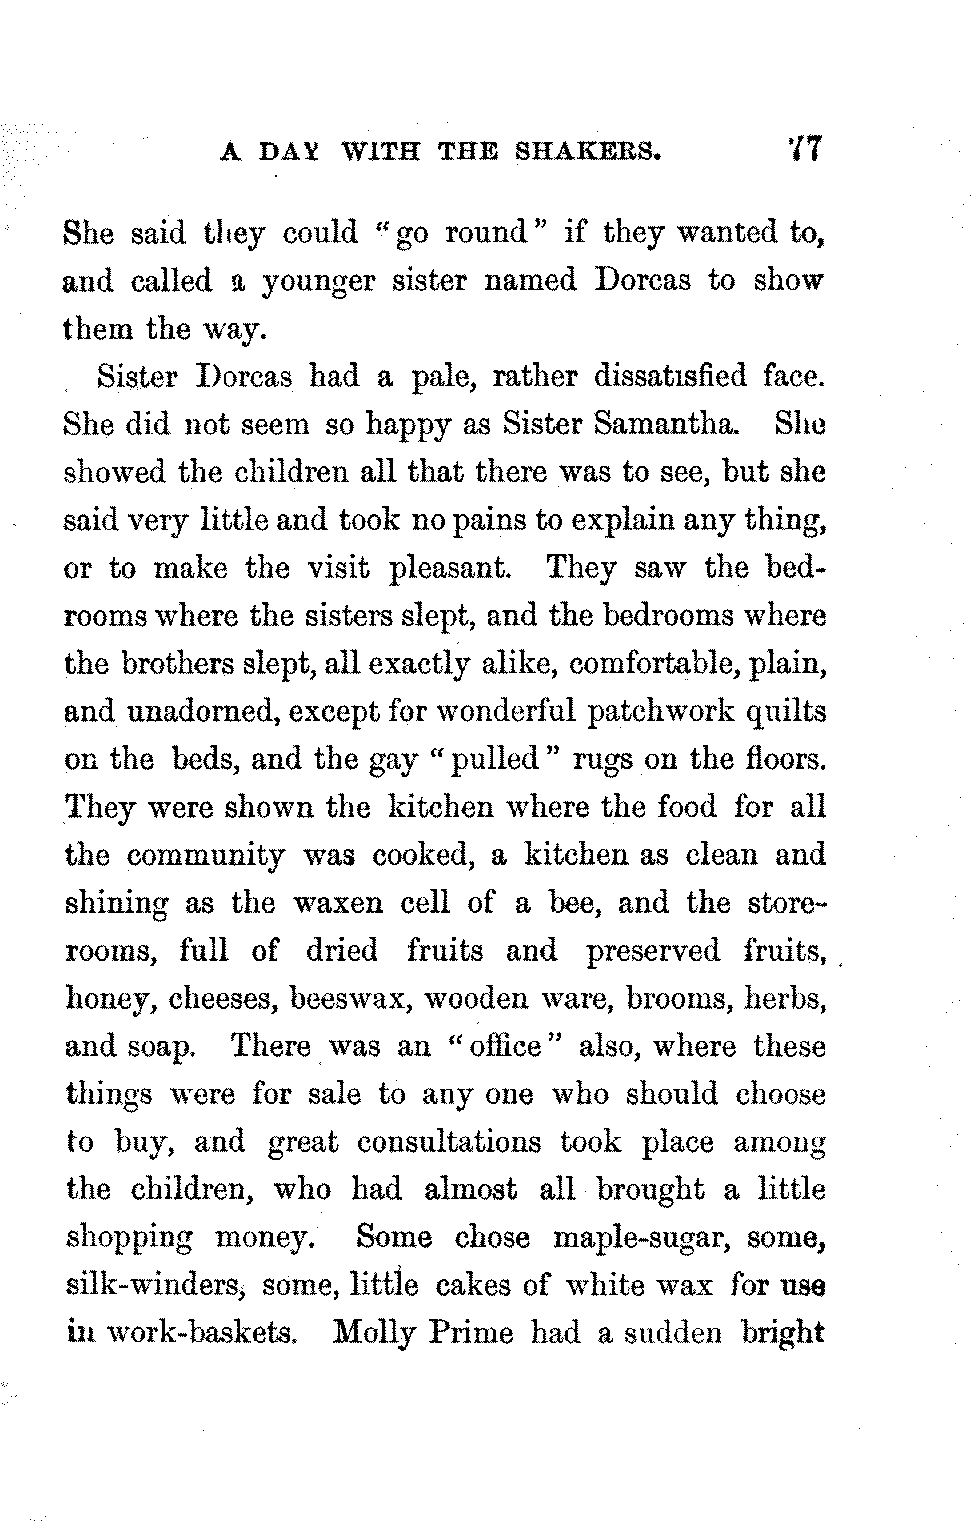 A DAY WITH THE SHAKERS. 77
She said they could "go round" if they wanted to,
and called a younger sister named Dorcas to show
them the way.
Sister Dorcas had a pale, rather dissatisfied face.
She did not seem so happy as Sister Samantha. She
showed the children all that there was to see, but she
said very little and took no pains to explain any thing,
or to make the visit pleasant. They saw the bed-
rooms where the sisters slept, and the bedrooms where
the brothers slept, all exactly alike, comfortable, plain,
and unadorned, except for wonderful patchwork quilts
on the beds, and the gay "pulled" rugs on the floors.
They were shown the kitchen where the food for all
the community was cooked, a kitchen as clean and
shining as the waxen cell of a bee, and the store-
rooms, full of dried fruits and preserved fruits,
honey, cheeses, beeswax, wooden ware, brooms, herbs,
and soap. There was an "office" also, where these
things were for sale to any one who should choose
to buy, and great consultations took place among
the children, who had almost all brought a little
shopping money. Some chose maple-sugar, some,
silk-winders, some, little cakes of white wax for use
in work-baskets. Molly Prime had a sudden bright